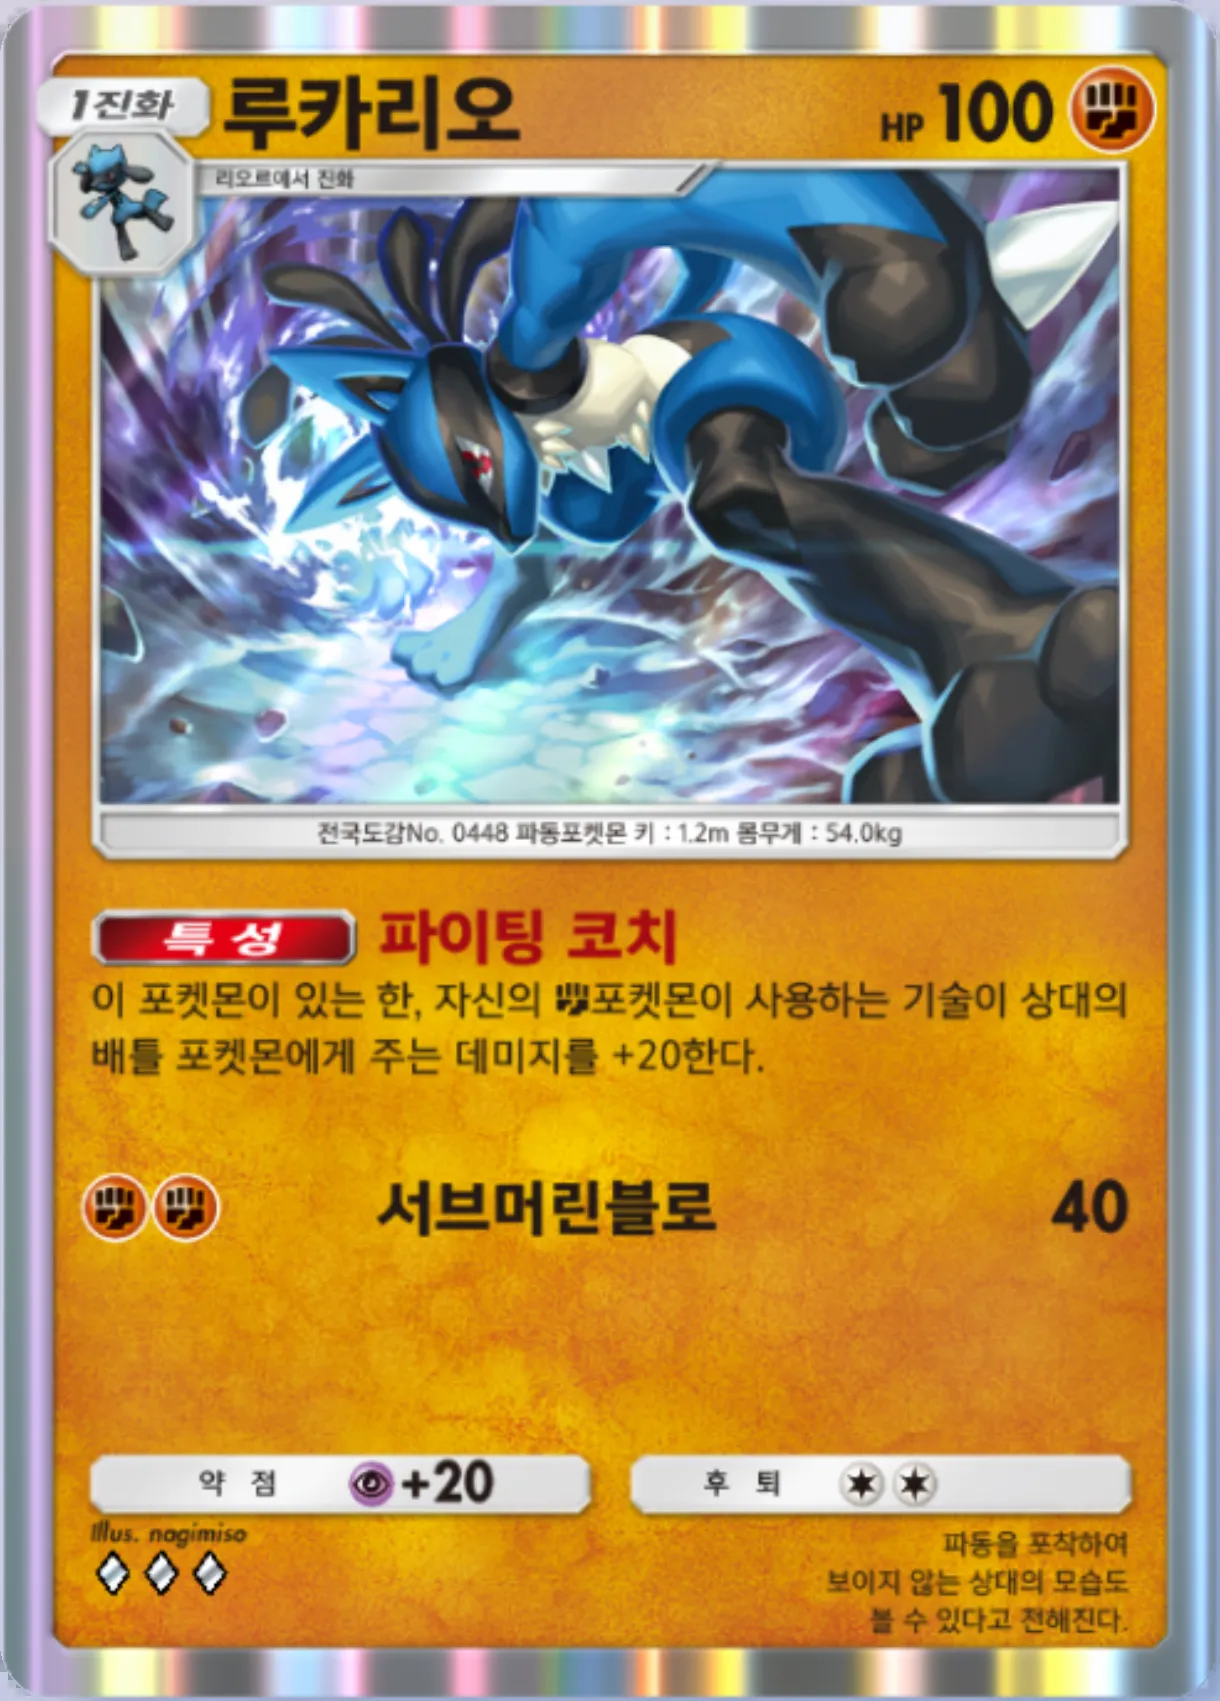 1진화 루카리오 HP 100
리오르에서 진화
전국도감No. 0448 파동포켓몬 키 : 1.2m 몸무게 : 54.0kg
특성 파이팅 코치
이 포켓몬이 있는 한, 자신의 포켓몬이 사용하는 기술이 상대의
배틀 포켓몬에게 주는 데미지를 +20한다.
서브머린블로 40
약점 +20 후퇴
Illus. nagimiso
파동을 포착하여
보이지 않는 상대의 모습도
볼 수 있다고 전해진다.